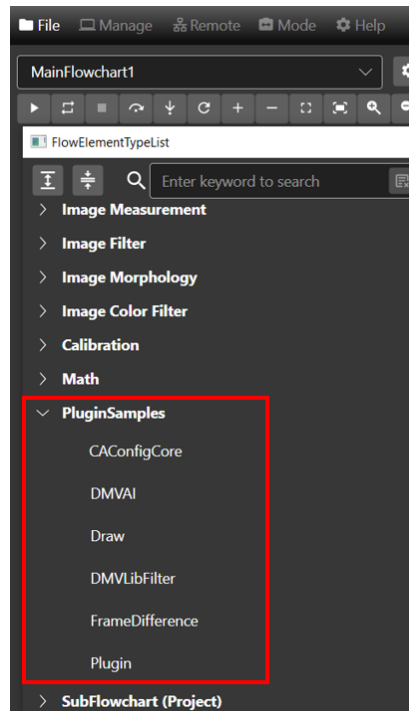 File Manage Remote Mode Help
MainFlowchart1
FlowElementTypeList
Enter keyword to search
Image Measurement
Image Filter
Image Morphology
Image Color Filter
Calibration
Math
PluginSamples
CAConfigCore
DMVAI
Draw
DMVLibFilter
FrameDifference
Plugin
SubFlowchart (Project)